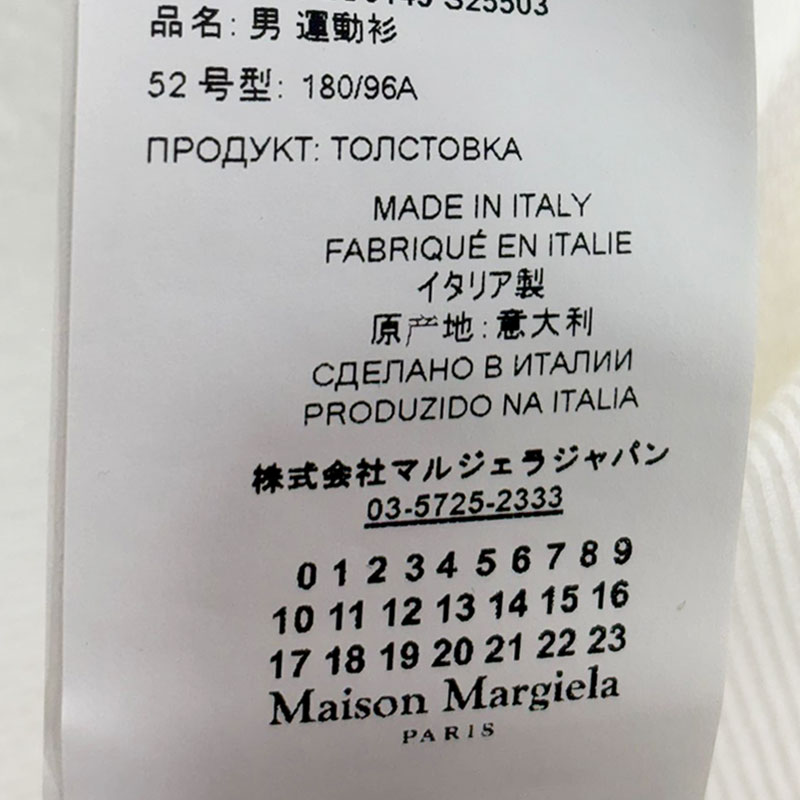 S25503
品名: 男 運動衫
52 号型: 180/96A
ПРОДУКТ: ТОЛСТОВКА
MADE IN ITALY
FABRIQUÉ EN ITALIE
イタリア製
原产地:意大利
СДЕЛАНО В ИТАЛИИ
PRODUZIDO NA ITALIA
株式会社マルジェラジャパン
03-5725-2333
0 1 2 3 4 5 6 7 8 9
10 11 12 13 14 15 16
17 18 19 20 21 22 23
Maison Margiela
PARIS